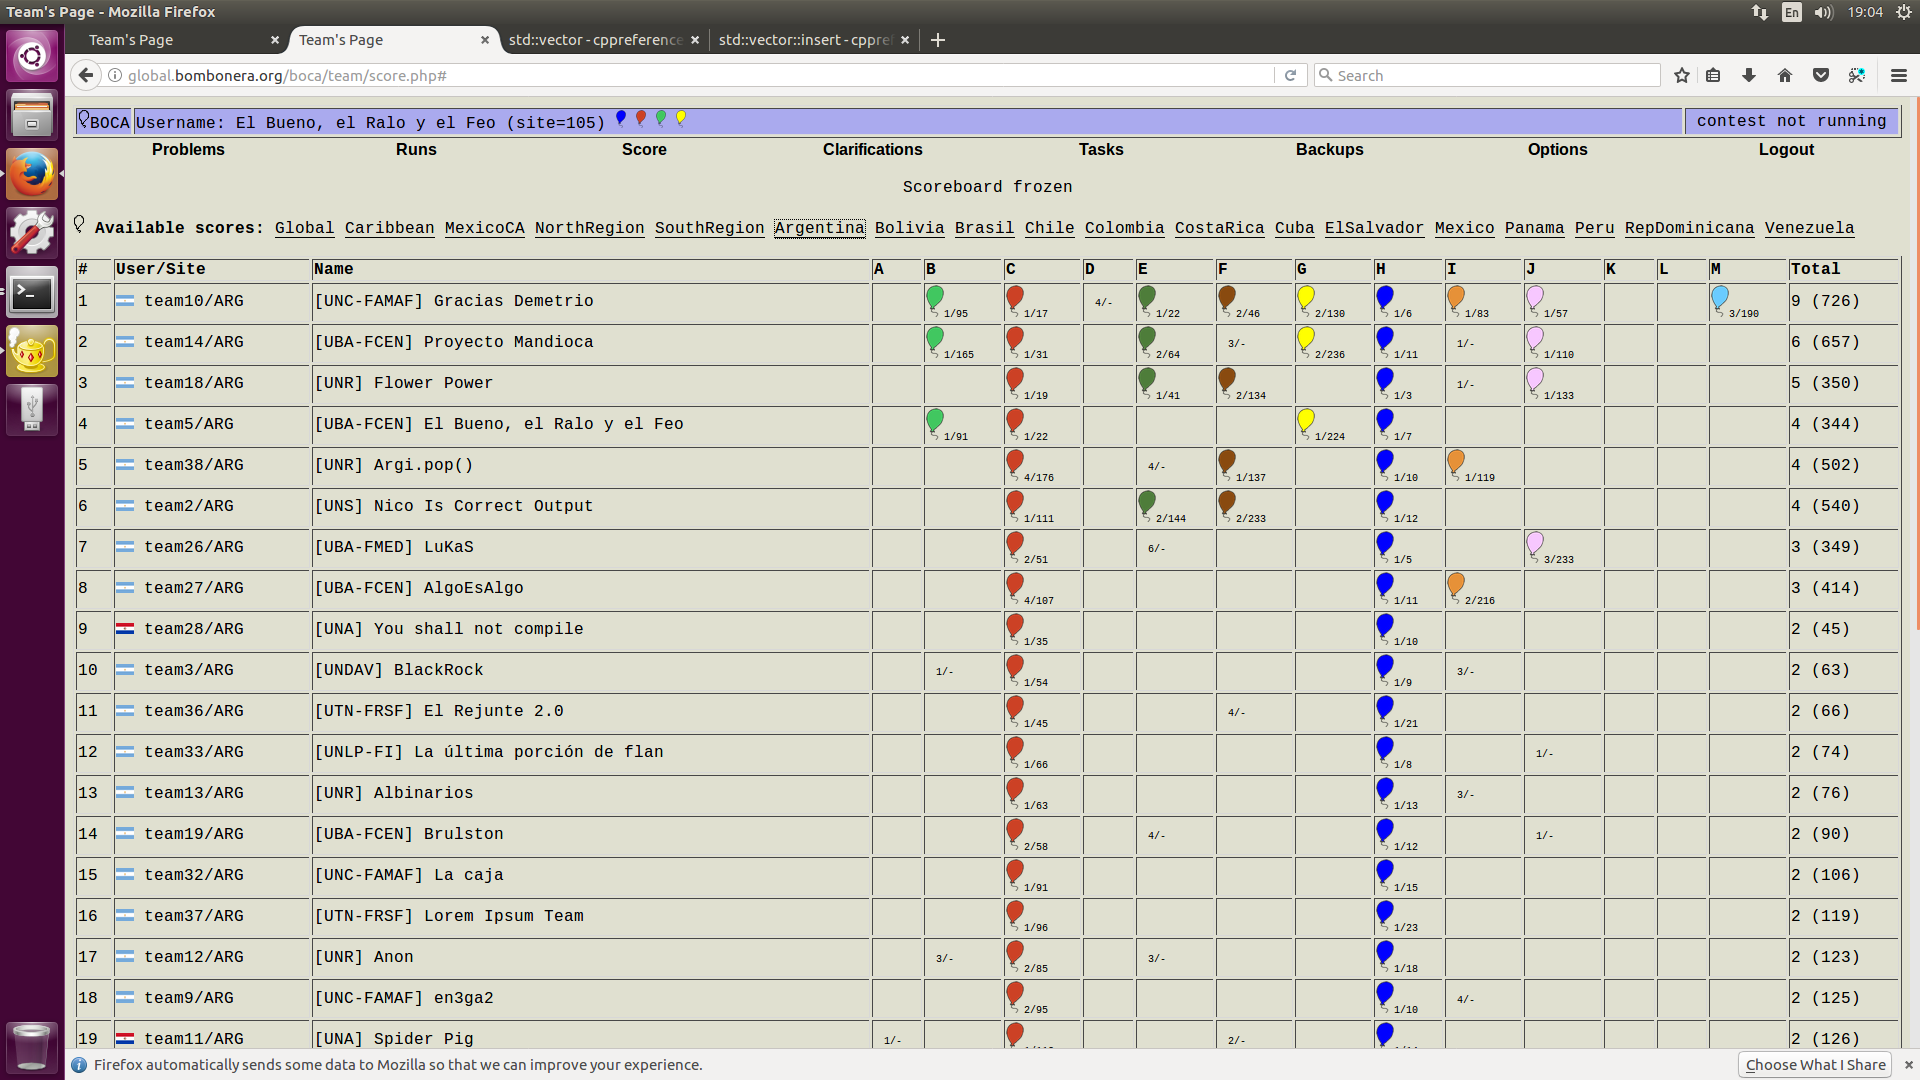 Team's Page - Mozilla Firefox En 19:04
Team's Page × Team's Page × std::vector - cppreference × std::vector::insert - cppref × +
global.bombonera.org/boca/team/score.php# Search
BOCA Username: El Bueno, el Ralo y el Feo (site=105) contest not running
Problems Runs Score Clarifications Tasks Backups Options Logout
Scoreboard frozen
Available scores: Global Caribbean MexicoCA NorthRegion SouthRegion Argentina Bolivia Brasil Chile Colombia CostaRica Cuba ElSalvador Mexico Panama Peru RepDominicana Venezuela
# User/Site Name A B C D E F G H I J K L M Total
1 team10/ARG [UNC-FAMAF] Gracias Demetrio 1/95 1/17 4/- 1/22 2/46 2/130 1/6 1/83 1/57 3/190 9 (726)
2 team14/ARG [UBA-FCEN] Proyecto Mandioca 1/165 1/31 2/64 3/- 2/236 1/11 1/- 1/110 6 (657)
3 team18/ARG [UNR] Flower Power 1/19 1/41 2/134 1/3 1/- 1/133 5 (350)
4 team5/ARG [UBA-FCEN] El Bueno, el Ralo y el Feo 1/91 1/22 1/224 1/7 4 (344)
5 team38/ARG [UNR] Argi.pop() 4/176 4/- 1/137 1/10 1/119 4 (502)
6 team2/ARG [UNS] Nico Is Correct Output 1/111 2/144 2/233 1/12 4 (540)
7 team26/ARG [UBA-FMED] LuKaS 2/51 6/- 1/5 3/233 3 (349)
8 team27/ARG [UBA-FCEN] AlgoEsAlgo 4/107 1/11 2/216 3 (414)
9 team28/ARG [UNA] You shall not compile 1/35 1/10 2 (45)
10 team3/ARG [UNDAV] BlackRock 1/- 1/54 1/9 3/- 2 (63)
11 team36/ARG [UTN-FRSF] El Rejunte 2.0 1/45 4/- 1/21 2 (66)
12 team33/ARG [UNLP-FI] La última porción de flan 1/66 1/8 1/- 2 (74)
13 team13/ARG [UNR] Albinarios 1/63 1/13 3/- 2 (76)
14 team19/ARG [UBA-FCEN] Brulston 2/58 4/- 1/12 1/- 2 (90)
15 team32/ARG [UNC-FAMAF] La caja 1/91 1/15 2 (106)
16 team37/ARG [UTN-FRSF] Lorem Ipsum Team 1/96 1/23 2 (119)
17 team12/ARG [UNR] Anon 3/- 2/85 3/- 1/18 2 (123)
18 team9/ARG [UNC-FAMAF] en3ga2 2/95 1/10 4/- 2 (125)
19 team11/ARG [UNA] Spider Pig 1/- 2/- 2 (126)
Firefox automatically sends some data to Mozilla so that we can improve your experience. Choose What I Share ×